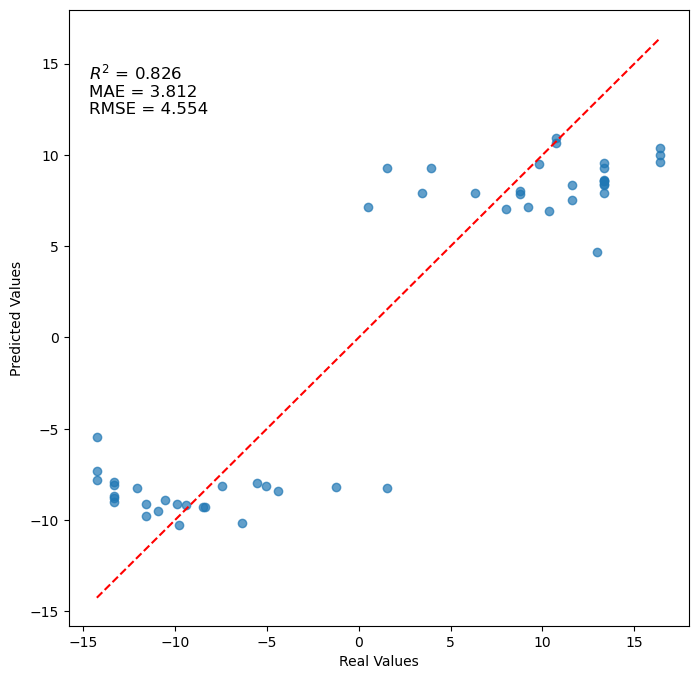 R² = 0.826
MAE = 3.812
RMSE = 4.554
15
10
5
0
−5
−10
−15
Predicted Values
−15 −10 −5 0 5 10 15
Real Values